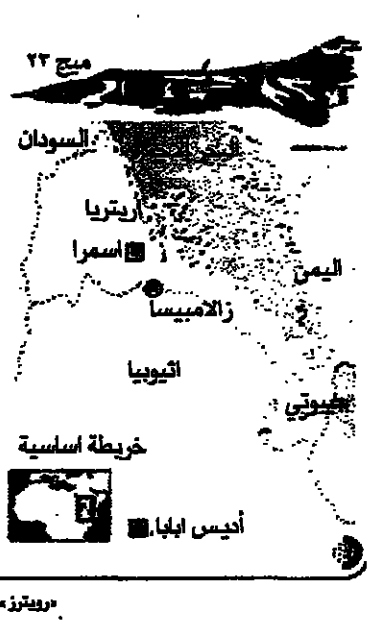 ميج ٢٣
السودان
اريتريا
اسمرا
اليمن
زالامبيسا
اثيوبيا
جيبوتي
خريطة اساسية
أديس ابابا
«رويترز»